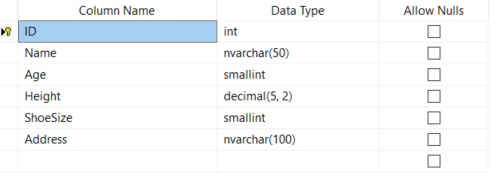 Column Name Data Type Allow Nulls
ID int
Name nvarchar(50)
Age smallint
Height decimal(5, 2)
ShoeSize smallint
Address nvarchar(100)